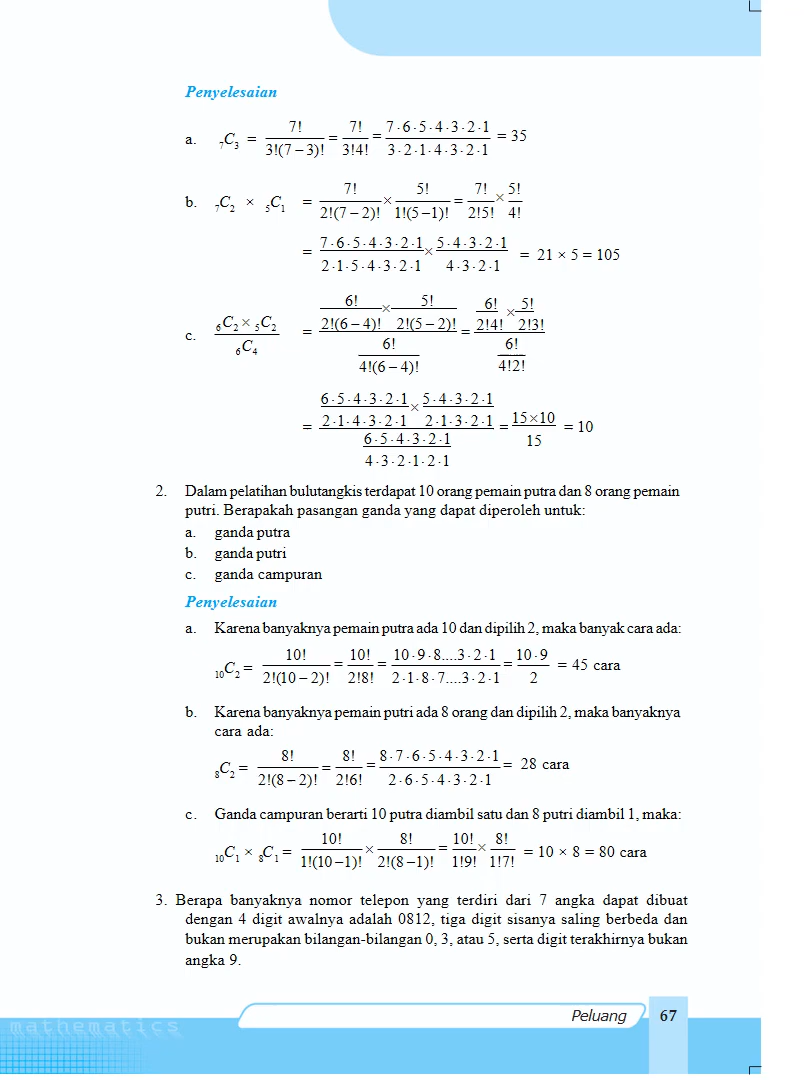 Penyelesaian
a. ₇C₃ = 7!/3!(7 – 3)! = 7!/3!4! = 7·6·5·4·3·2·1/3·2·1·4·3·2·1 = 35
b. ₇C₂ × ₅C₁ = 7!/2!(7 – 2)! × 5!/1!(5 –1)! = 7!/2!5! × 5!/4!
= 7·6·5·4·3·2·1/2·1·5·4·3·2·1 × 5·4·3·2·1/4·3·2·1 = 21 × 5 = 105
c. ₆C₂ × ₅C₂/₆C₄ = (6!/2!(6 – 4)! × 5!/2!(5 – 2)!)/(6!/4!(6 – 4)!) = (6!/2!4! × 5!/2!3!)/(6!/4!2!)
= (6·5·4·3·2·1/2·1·4·3·2·1 × 5·4·3·2·1/2·1·3·2·1)/(6·5·4·3·2·1/4·3·2·1·2·1) = 15×10/15 = 10
2. Dalam pelatihan bulutangkis terdapat 10 orang pemain putra dan 8 orang pemain
putri. Berapakah pasangan ganda yang dapat diperoleh untuk:
a. ganda putra
b. ganda putri
c. ganda campuran
Penyelesaian
a. Karena banyaknya pemain putra ada 10 dan dipilih 2, maka banyak cara ada:
₁₀C₂ = 10!/2!(10 – 2)! = 10!/2!8! = 10·9·8....3·2·1/2·1·8·7....3·2·1 = 10·9/2 = 45 cara
b. Karena banyaknya pemain putri ada 8 orang dan dipilih 2, maka banyaknya
cara ada:
₈C₂ = 8!/2!(8 – 2)! = 8!/2!6! = 8·7·6·5·4·3·2·1/2·6·5·4·3·2·1 = 28 cara
c. Ganda campuran berarti 10 putra diambil satu dan 8 putri diambil 1, maka:
₁₀C₁ × ₈C₁ = 10!/1!(10–1)! × 8!/2!(8 –1)! = 10!/1!9! × 8!/1!7! = 10 × 8 = 80 cara
3. Berapa banyaknya nomor telepon yang terdiri dari 7 angka dapat dibuat
dengan 4 digit awalnya adalah 0812, tiga digit sisanya saling berbeda dan
bukan merupakan bilangan-bilangan 0, 3, atau 5, serta digit terakhirnya bukan
angka 9.
Peluang 67
mathematics